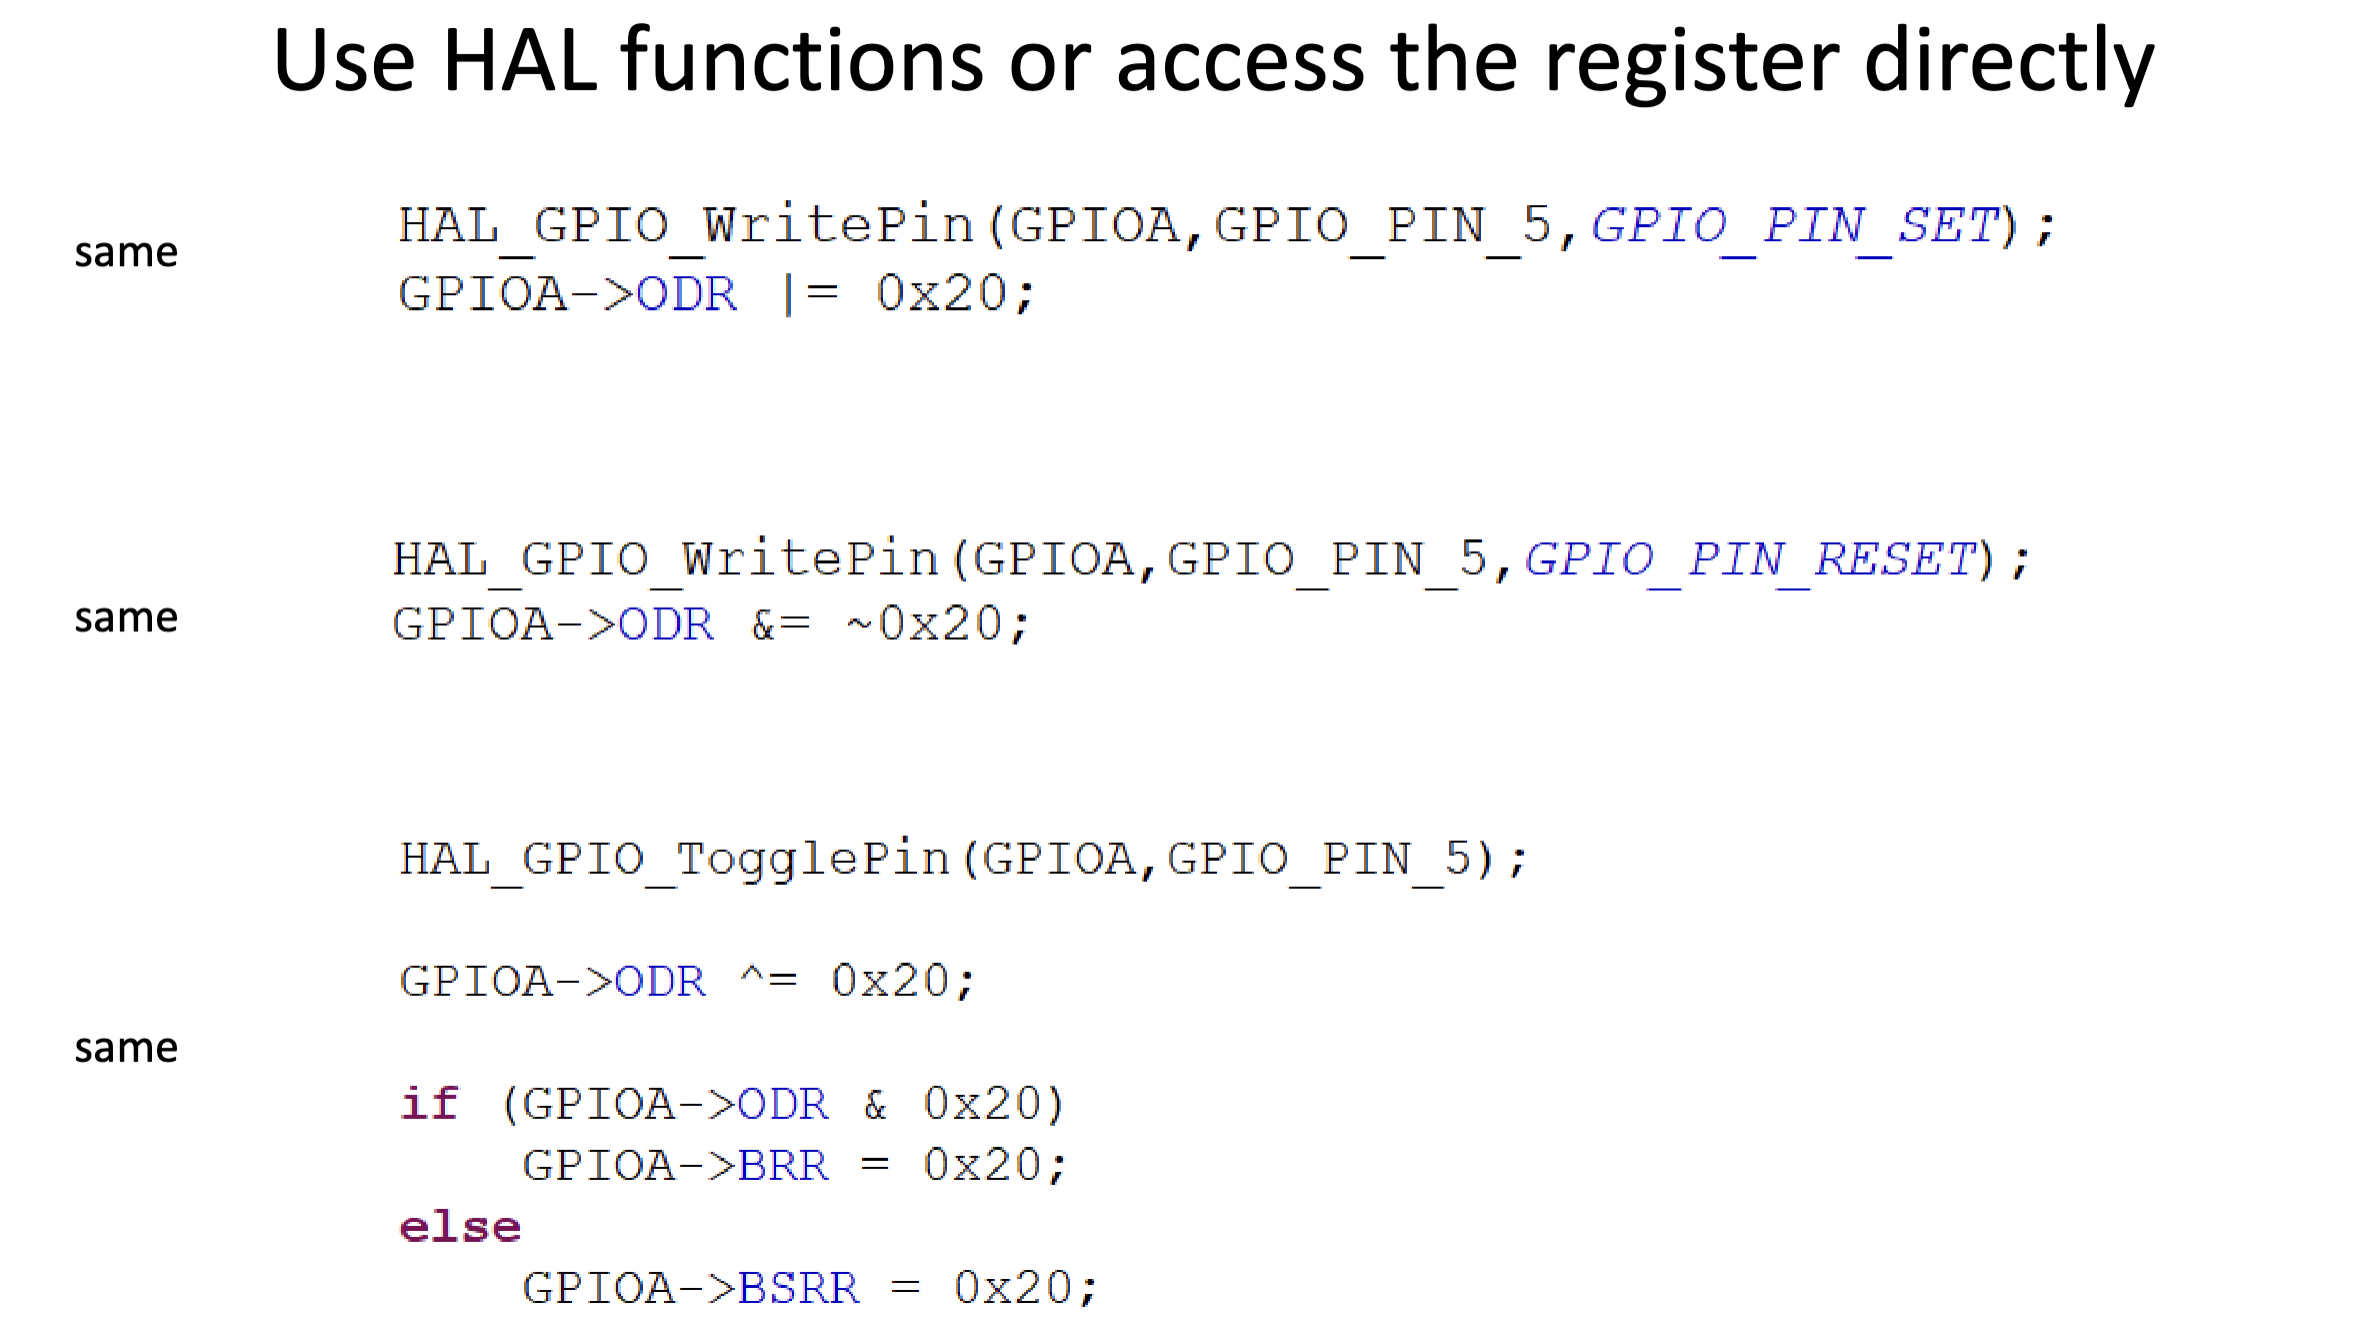 Use HAL functions or access the register directly
same
HAL_GPIO_WritePin(GPIOA,GPIO_PIN_5,GPIO_PIN_SET);
GPIOA->ODR |= 0x20;
same
HAL_GPIO_WritePin(GPIOA,GPIO_PIN_5,GPIO_PIN_RESET);
GPIOA->ODR &= ~0x20;
same
HAL_GPIO_TogglePin(GPIOA,GPIO_PIN_5);
GPIOA->ODR ^= 0x20;
if (GPIOA->ODR & 0x20)
GPIOA->BRR = 0x20;
else
GPIOA->BSRR = 0x20;